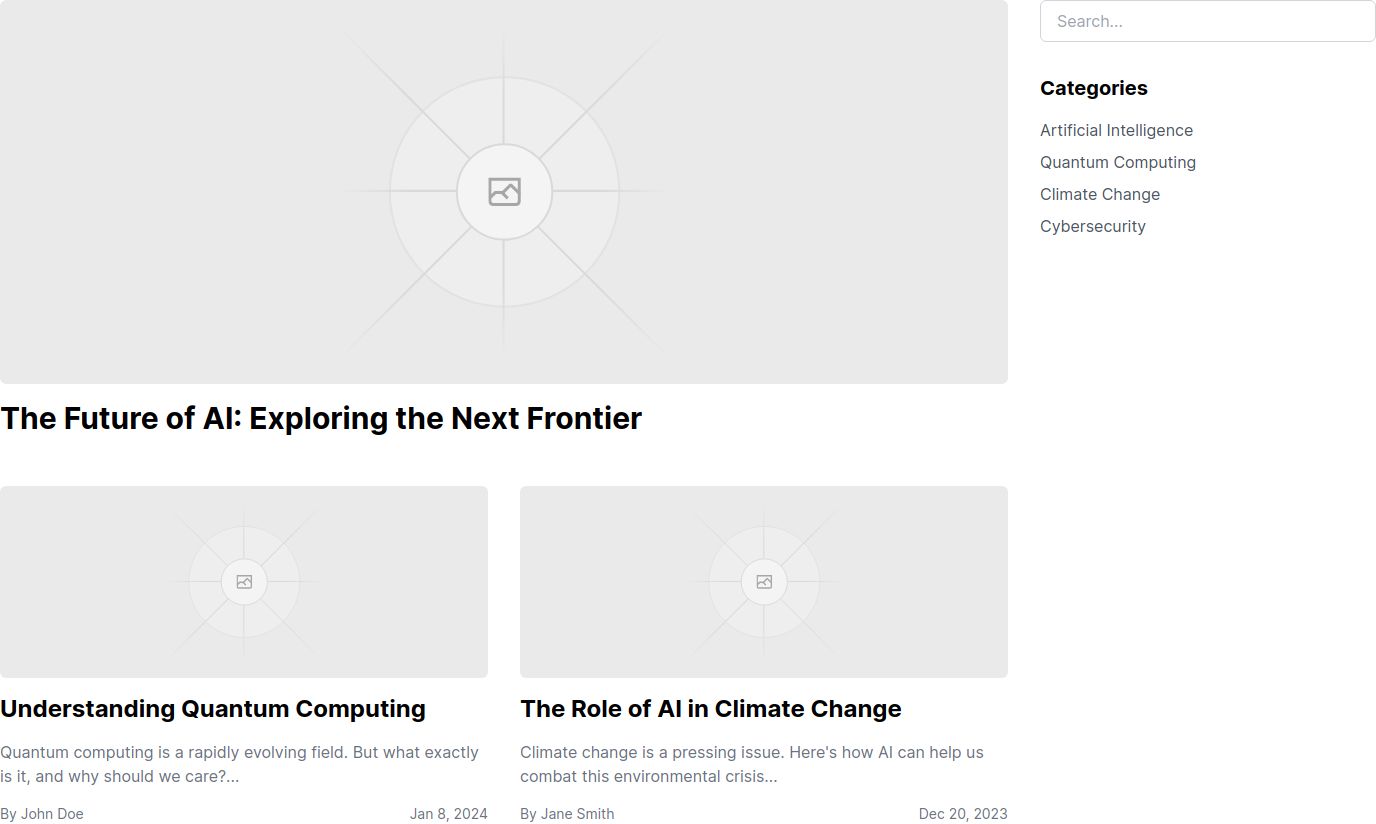 The Future of AI: Exploring the Next Frontier
Understanding Quantum Computing
Quantum computing is a rapidly evolving field. But what exactly
is it, and why should we care?...
By John Doe
Jan 8, 2024
The Role of AI in Climate Change
Climate change is a pressing issue. Here's how AI can help us
combat this environmental crisis...
By Jane Smith
Dec 20, 2023
Search...
Categories
Artificial Intelligence
Quantum Computing
Climate Change
Cybersecurity